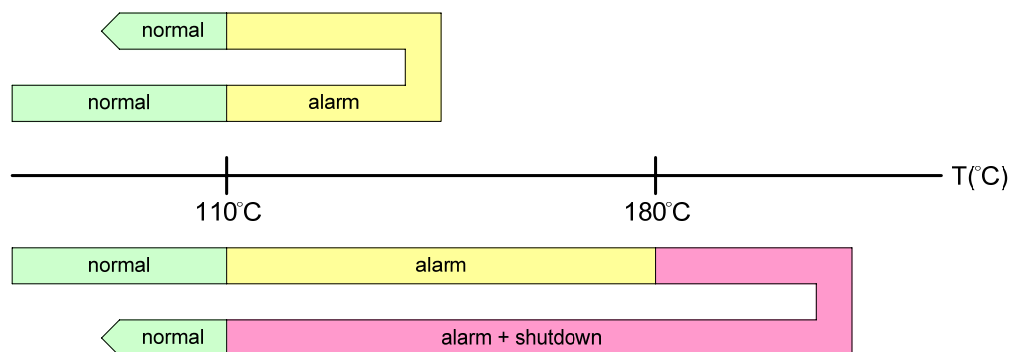 normal
normal alarm
T(°C)
110°C 180°C
normal alarm
normal alarm + shutdown